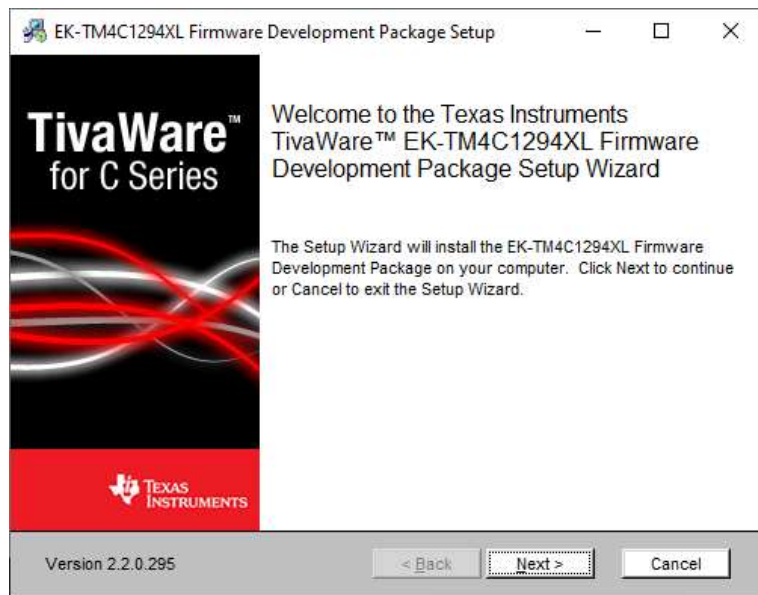 EK-TM4C1294XL Firmware Development Package Setup
TivaWare™
for C Series
Welcome to the Texas Instruments
TivaWare™ EK-TM4C1294XL Firmware
Development Package Setup Wizard
The Setup Wizard will install the EK-TM4C1294XL Firmware
Development Package on your computer.  Click Next to continue
or Cancel to exit the Setup Wizard.
TEXAS
INSTRUMENTS
Version 2.2.0.295
< Back
Next >
Cancel